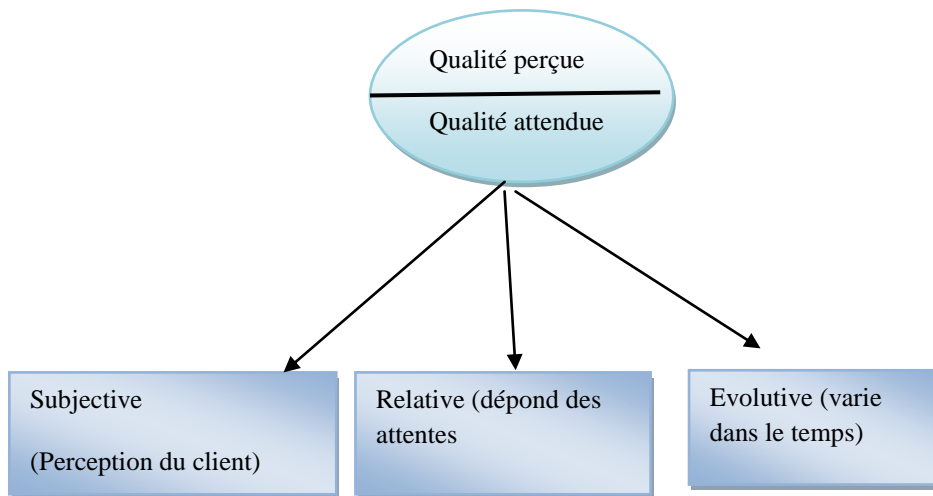 Qualité perçue
Qualité attendue
Subjective
(Perception du client)
Relative (dépond des
attentes
Evolutive (varie
dans le temps)